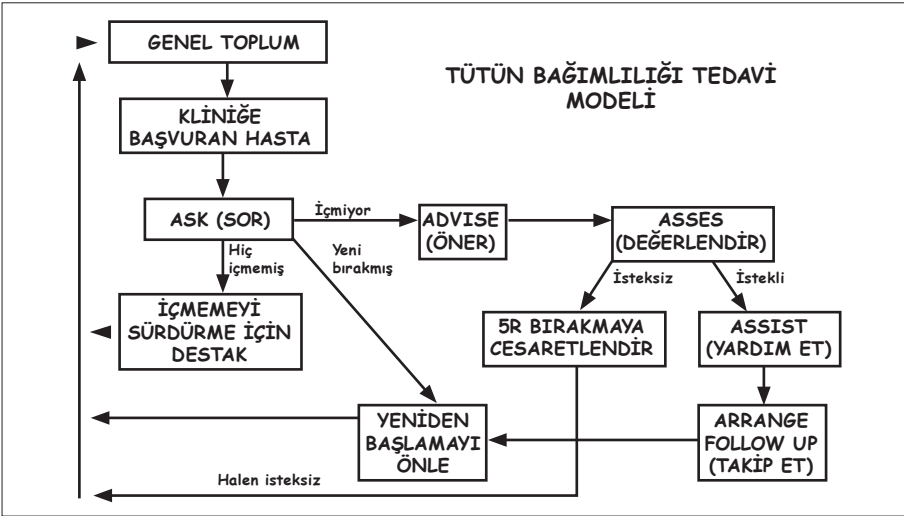 GENEL TOPLUM
TÜTÜN BAĞIMLILIĞI TEDAVİ
MODELİ
KLİNİĞE
BAŞVURAN HASTA
ASK (SOR)
İçmiyor
ADVISE
(ÖNER)
ASSES
(DEĞERLENDİR)
Hiç
içmemiş
Yeni
bırakmış
İsteksiz
İstekli
İÇMEMEYİ
SÜRDÜRME İÇİN
DESTAK
5R BIRAKMAYA
CESARETLENDİR
ASSIST
(YARDIM ET)
YENİDEN
BAŞLAMAYI
ÖNLE
ARRANGE
FOLLOW UP
(TAKİP ET)
Halen isteksiz